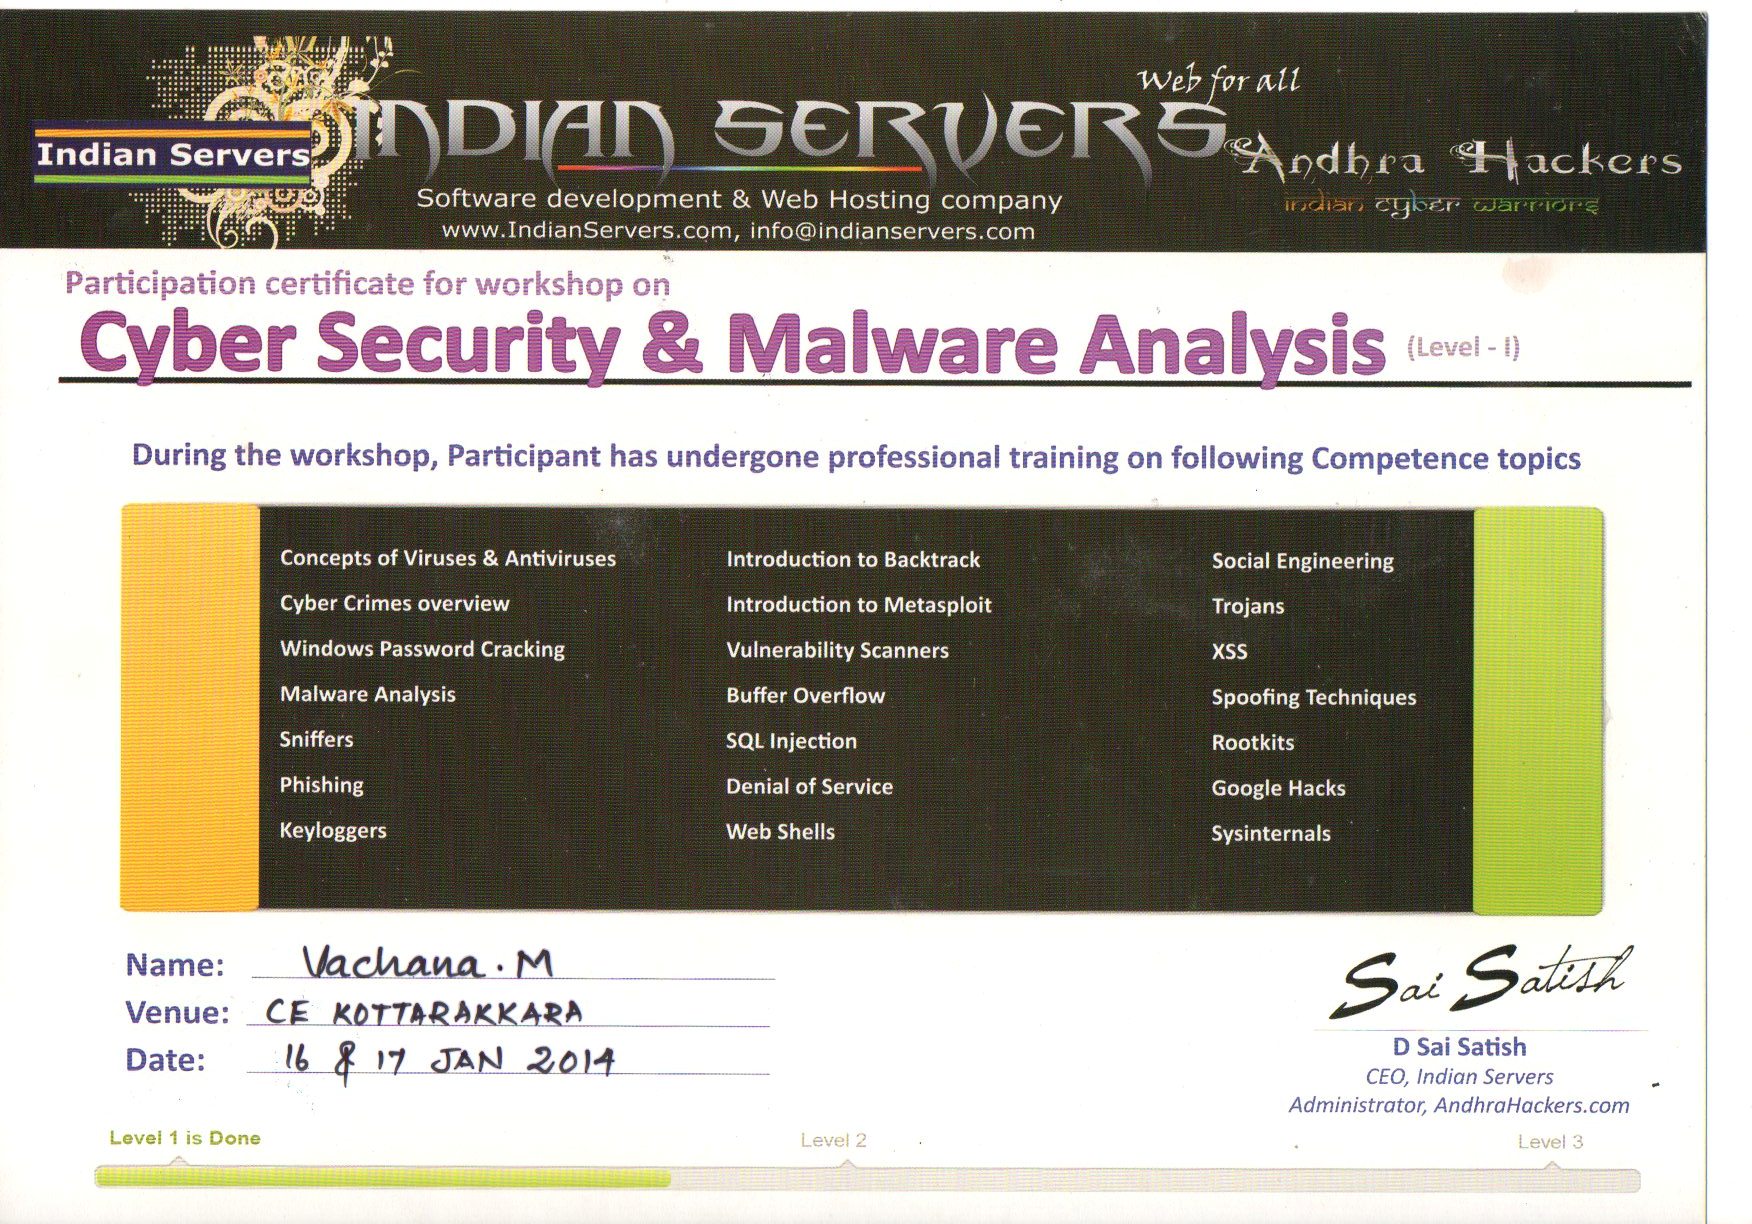 Web for all
INDIAN SERVERS
Indian Servers
Andhra Hackers
indian cyber warriors
Software development & Web Hosting company
www.IndianServers.com, info@indianservers.com
Participation certificate for workshop on
Cyber Security & Malware Analysis (Level - I)
During the workshop, Participant has undergone professional training on following Competence topics
Concepts of Viruses & Antiviruses
Cyber Crimes overview
Windows Password Cracking
Malware Analysis
Sniffers
Phishing
Keyloggers
Introduction to Backtrack
Introduction to Metasploit
Vulnerability Scanners
Buffer Overflow
SQL Injection
Denial of Service
Web Shells
Social Engineering
Trojans
XSS
Spoofing Techniques
Rootkits
Google Hacks
Sysinternals
Name: Vachana . M
Venue: CE KOTTARAKKARA
Date: 16 & 17 JAN 2014
Sai Satish
D Sai Satish
CEO, Indian Servers
Administrator, AndhraHackers.com
Level 1 is Done
Level 2
Level 3